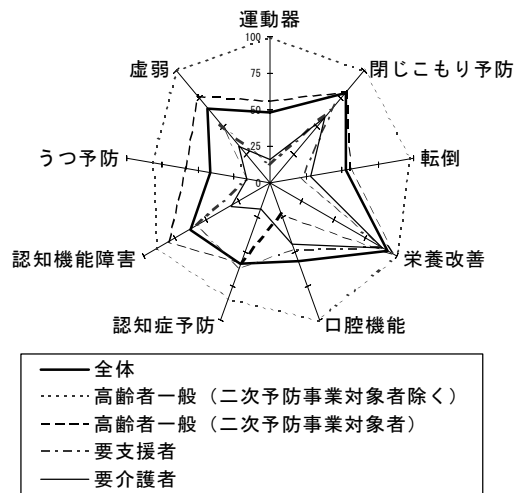 運動器
100
75
50
25
0
閉じこもり予防
転倒
栄養改善
口腔機能
認知症予防
認知機能障害
うつ予防
虚弱
全体
高齢者一般（二次予防事業対象者除く）
高齢者一般（二次予防事業対象者）
要支援者
要介護者